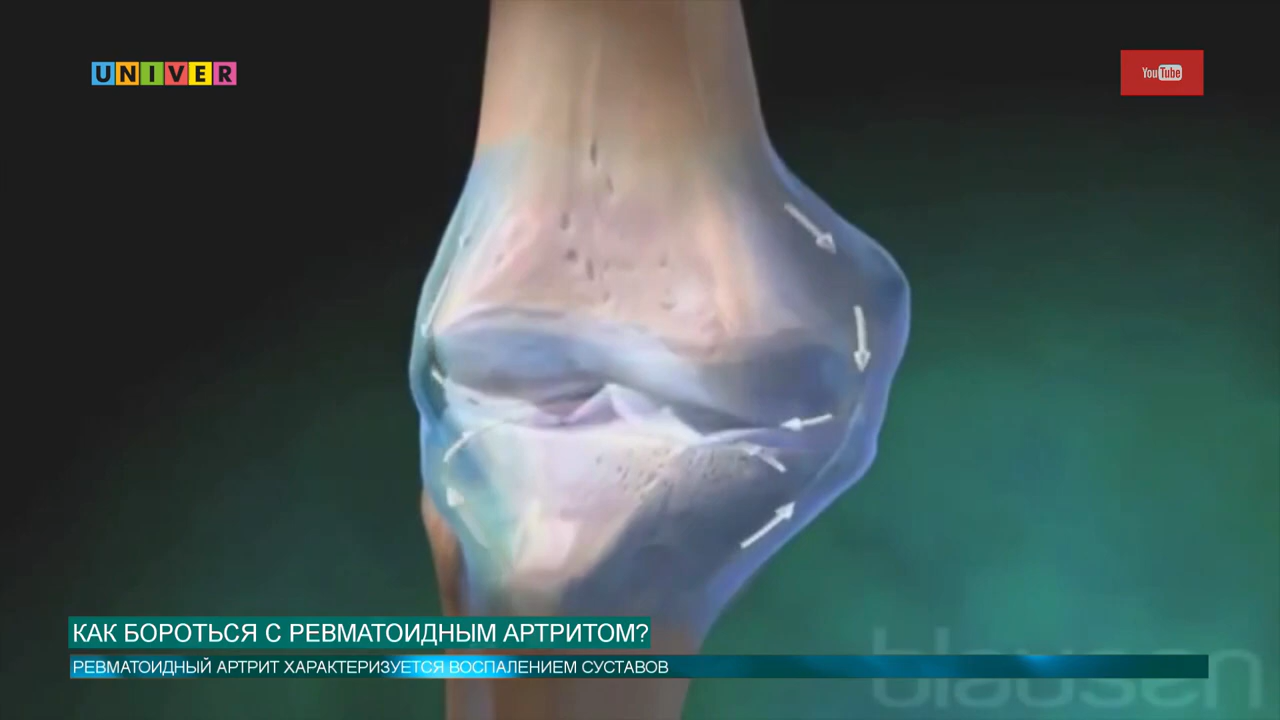 UNIVER
YouTube
КАК БОРОТЬСЯ С РЕВМАТОИДНЫМ АРТРИТОМ?
РЕВМАТОИДНЫЙ АРТРИТ ХАРАКТЕРИЗУЕТСЯ ВОСПАЛЕНИЕМ СУСТАВОВ
blausen